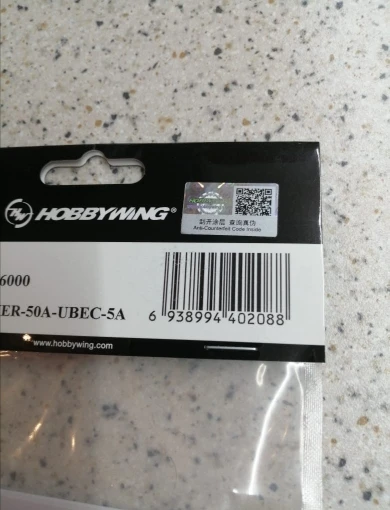 HOBBYWING®
刮开涂层 查询真伪
Anti-Counterfeit Code Inside
6000
ER-50A-UBEC-5A
6 938994 402088
www.hobbywing.com